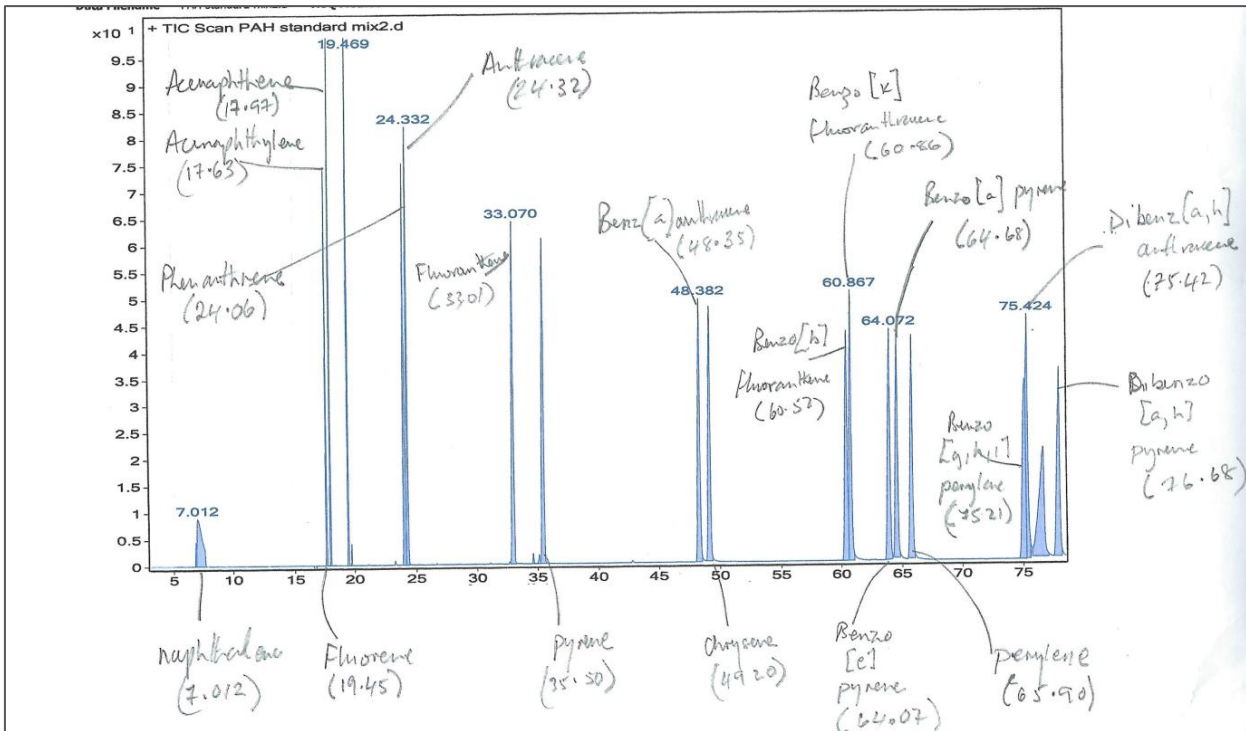 + TIC Scan PAH standard mix2.d
×10 1
9.5
9
8.5
8
7.5
7
6.5
6
5.5
5
4.5
4
3.5
3
2.5
2
1.5
1
0.5
0
19.469
24.332
33.070
48.382
60.867
64.072
75.424
7.012
Acenaphthene
(17.97)
Acenaphthylene
(17.63)
Phenanthrene
(24.06)
Anthracene
(24.32)
Fluoranthene
(33.01)
Benz[a]anthracene
(48.35)
Benzo [K]
(60.86)
Benzo[b]
fluoranthene
Benzo[a] pyrene
(64.68)
Dibenz[a,h]
anthracene
(75.42)
Benzo
[g,h,i]
perylene
(75.21)
Dibenzo
[a,h]
pyrene
(76.68)
5 10 15 20 25 30 35 40 45 50 55 60 65 70 75
naphthalene
(7.012)
Fluorene
(19.45)
pyrene
(35.50)
chrysene
(49.20)
Benzo
[e]
pyrene
(64.07)
perylene
(65.90)